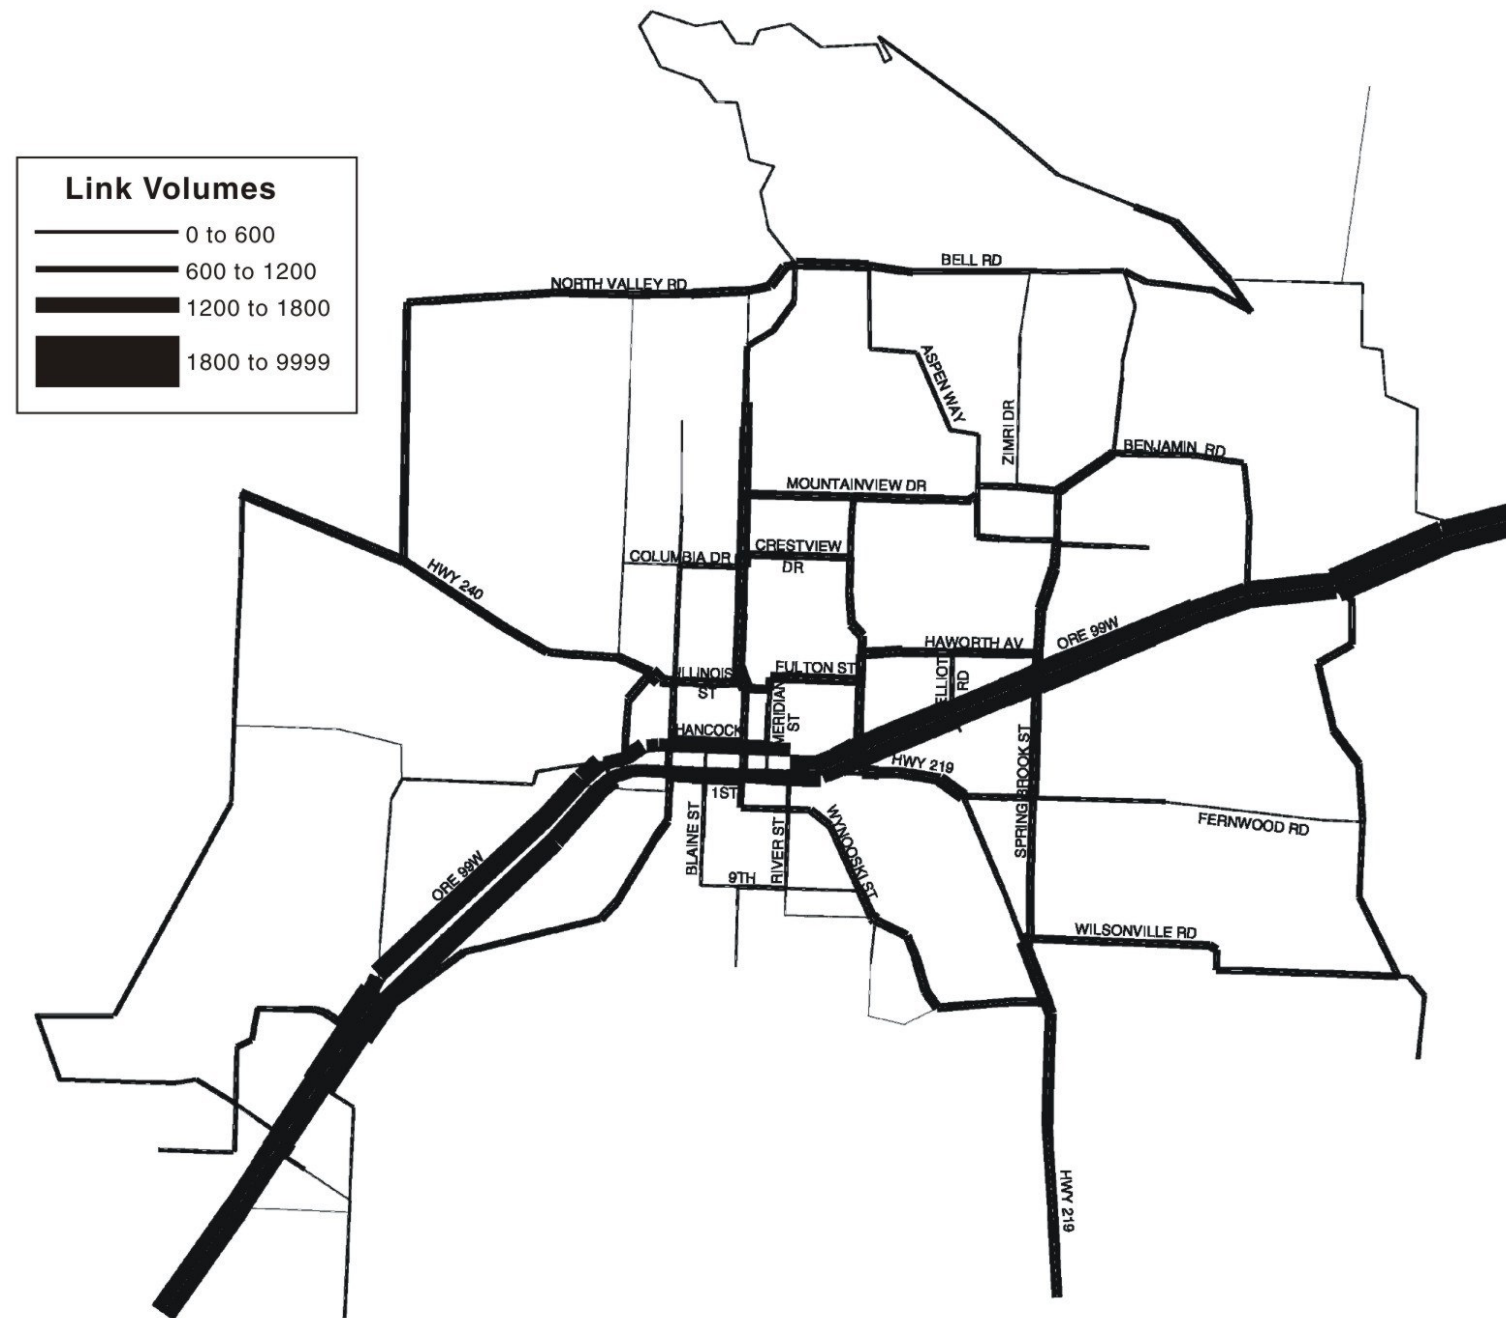 Link Volumes
0 to 600
600 to 1200
1200 to 1800
1800 to 9999
BELL RD
NORTH VALLEY RD
ASPEN WAY
ZIMRI DR
BENJAMIN RD
MOUNTAINVIEW DR
CRESTVIEW
DR
COLUMBIA DR
HWY 240
ORE 99W
HAWORTH AV
FULTON ST
ILLINOIS
ST
ELLIOTT
RD
MERIDIAN
ST
HANCOCK
HWY 219
1ST
SPRINGBROOK ST
FERNWOOD RD
BLAINE ST
RIVER ST
WYNOOSKI ST
ORE 99W
9TH
WILSONVILLE RD
HWY 219